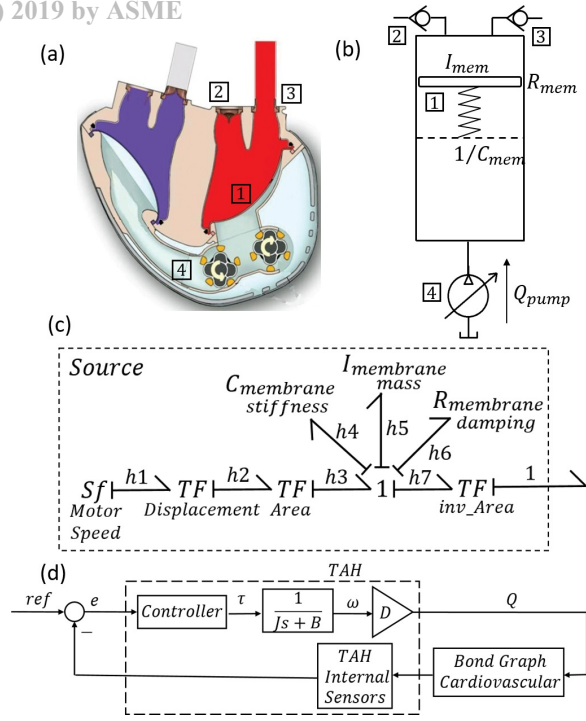 ) 2019 by ASME
(a)
2
3
1
4
(b)
2
3
I_mem
R_mem
1
1/C_mem
4
Q_pump
(c)
Source
C_membrane stiffness
I_membrane mass
R_membrane damping
h4
h5
h6
Sf h1 TF h2 TF h3 1 h7 TF 1
Motor Speed
Displacement
Area
inv_Area
(d)
TAH
ref
e
Controller
τ
1
Js + B
ω
D
Q
−
TAH
Internal
Sensors
Bond Graph
Cardiovascular